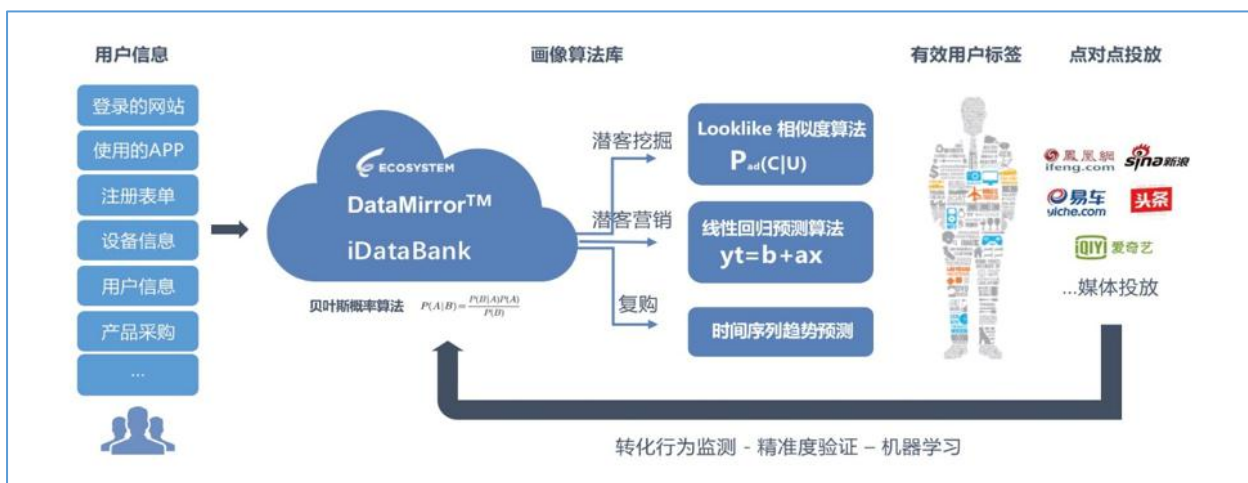 用户信息
登录的网站
使用的APP
注册表单
设备信息
用户信息
产品采购
...
画像算法库
ECOSYSTEM
DataMirror™
iDataBank
贝叶斯概率算法 P(A|B)=P(B|A)P(A)/P(B)
潜客挖掘
潜客营销
复购
Looklike 相似度算法
Pad(C|U)
线性回归预测算法
yt=b+ax
时间序列趋势预测
有效用户标签
点对点投放
鳳凰網
ifeng.com
sina新浪
易车
yiche.com
头条
iQIYI 爱奇艺
...媒体投放
转化行为监测 - 精准度验证 – 机器学习